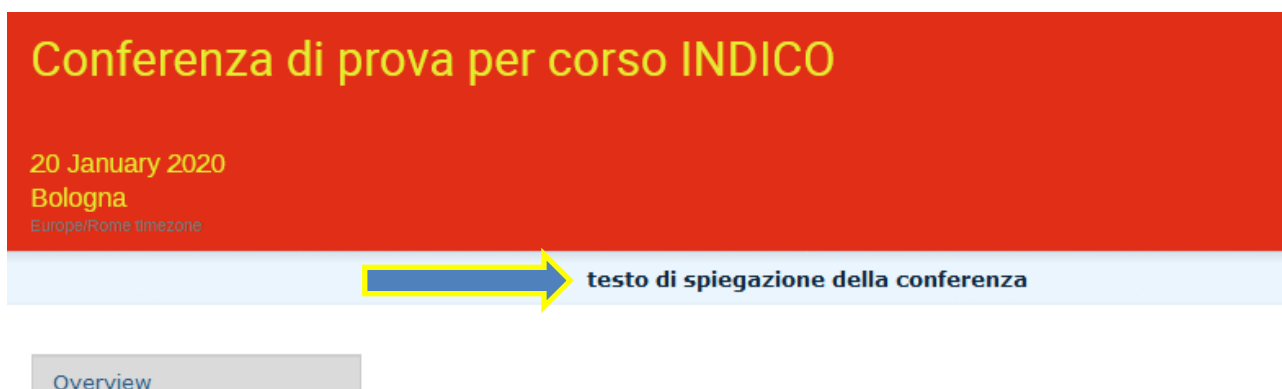 Conferenza di prova per corso INDICO
20 January 2020
Bologna
Europe/Rome timezone
testo di spiegazione della conferenza
Overview